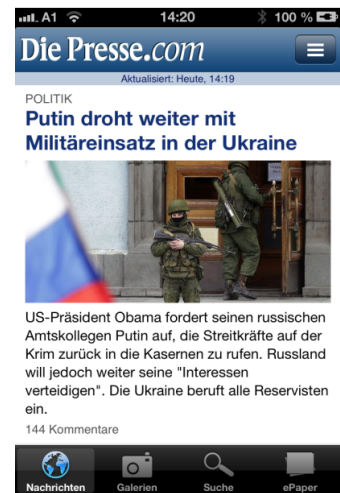 A1 14:20 100 %
Die Presse.com
Aktualisiert: Heute, 14:19
POLITIK
Putin droht weiter mit
Militäreinsatz in der Ukraine
US-Präsident Obama fordert seinen russischen
Amtskollegen Putin auf, die Streitkräfte auf der
Krim zurück in die Kasernen zu rufen. Russland
will jedoch weiter seine "Interessen
verteidigen". Die Ukraine beruft alle Reservisten
ein.
144 Kommentare
Nachrichten Galerien Suche ePaper